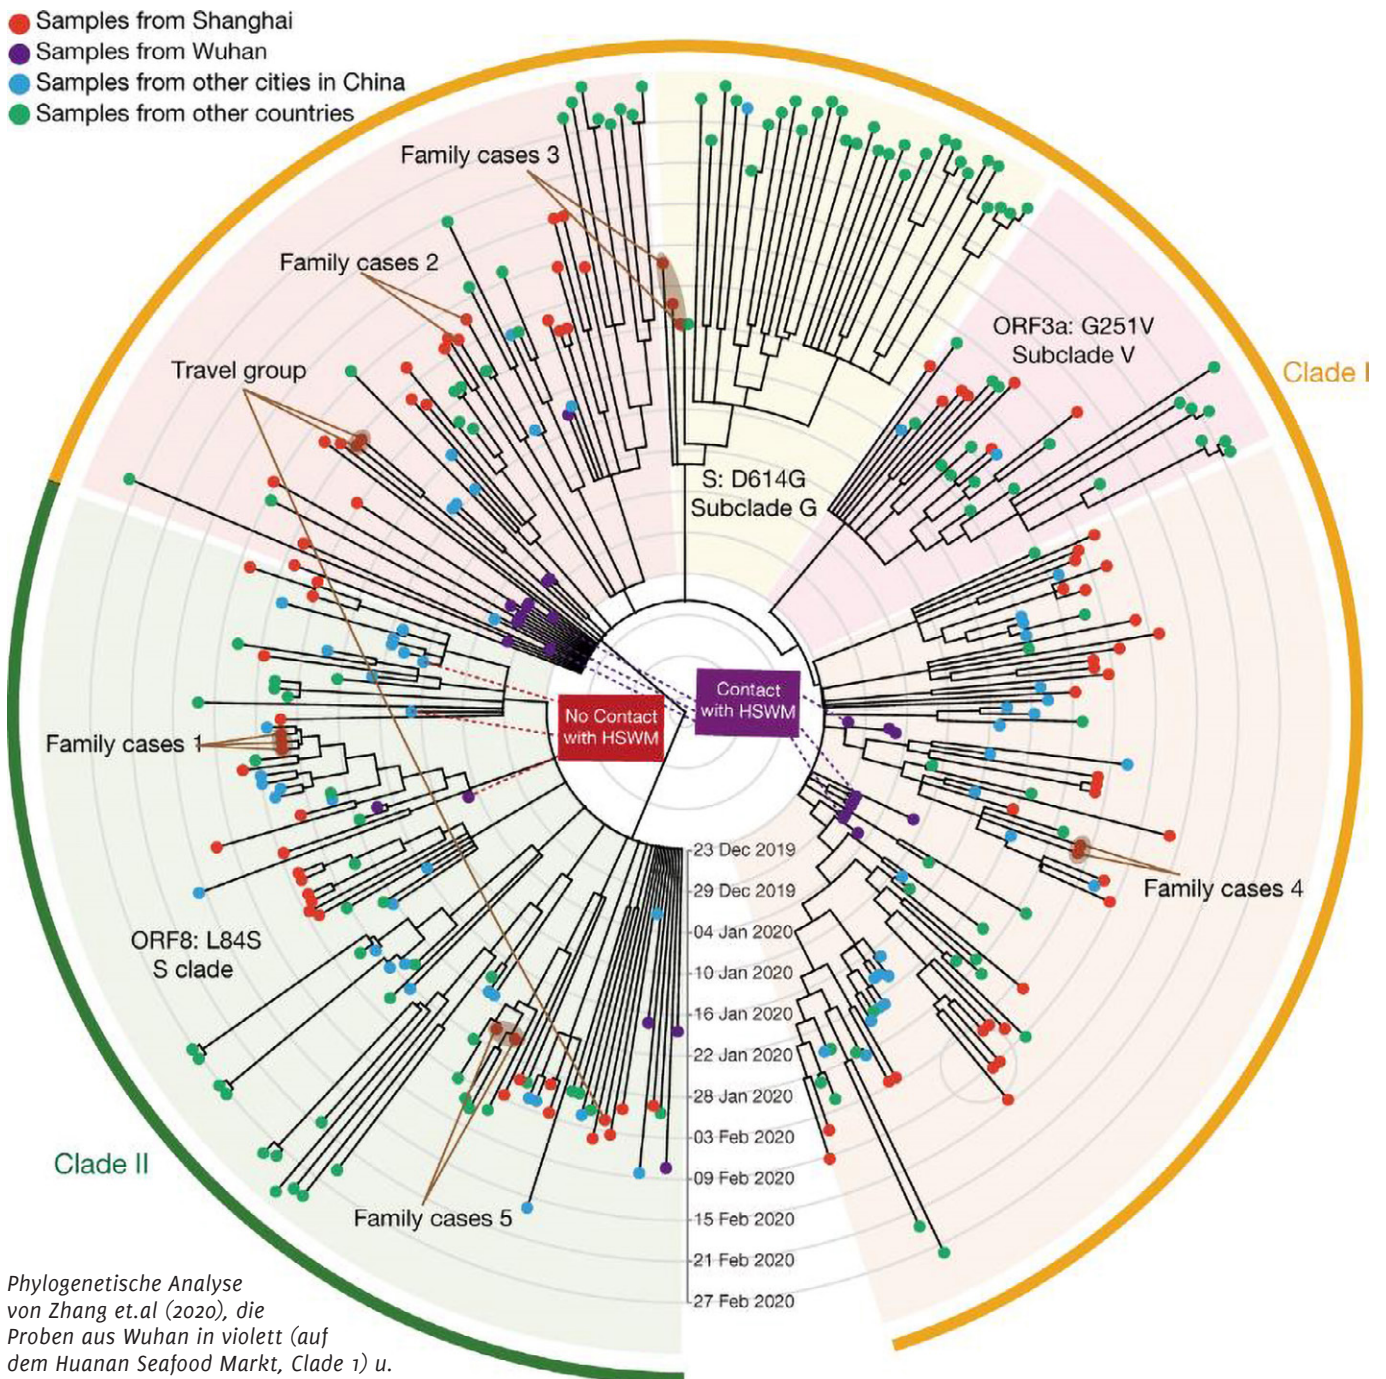 Samples from Shanghai
Samples from Wuhan
Samples from other cities in China
Samples from other countries
Family cases 3
Family cases 2
Travel group
ORF3a: G251V
Subclade V
Clade I
S: D614G
Subclade G
No Contact
with HSWM
Contact
with HSWM
Family cases 1
Family cases 4
ORF8: L84S
S clade
23 Dec 2019
29 Dec 2019
04 Jan 2020
10 Jan 2020
16 Jan 2020
22 Jan 2020
28 Jan 2020
03 Feb 2020
09 Feb 2020
15 Feb 2020
21 Feb 2020
27 Feb 2020
Clade II
Family cases 5
Phylogenetische Analyse
von Zhang et.al (2020), die
Proben aus Wuhan in violett (auf
dem Huanan Seafood Markt, Clade 1) u.